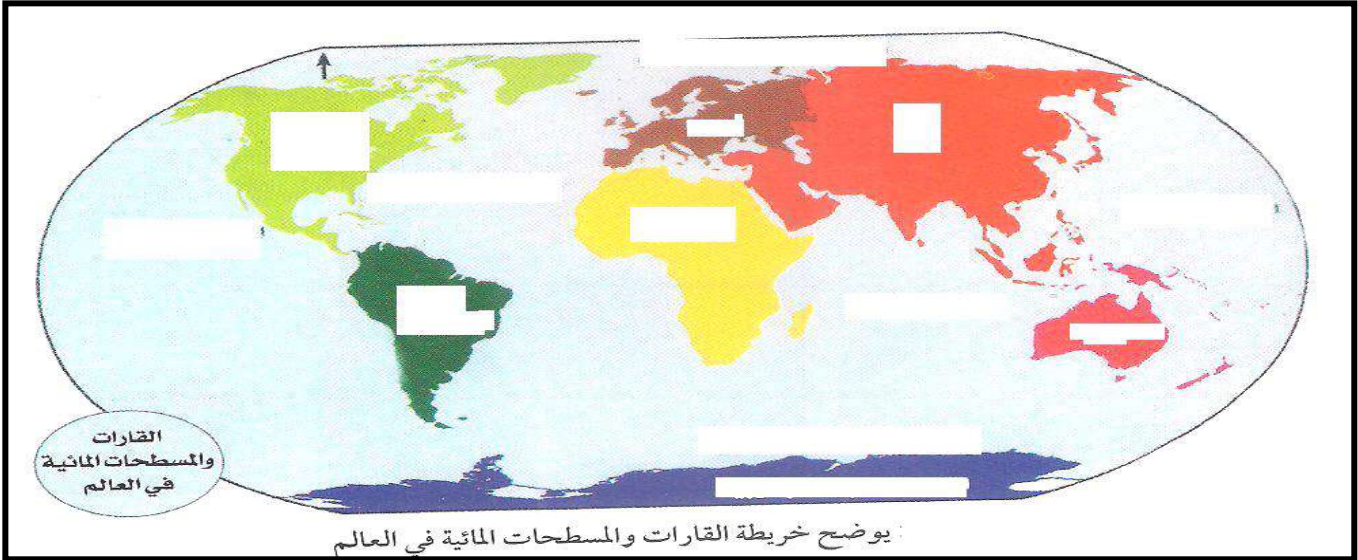 القارات
والمسطحات المائية
في العالم
: يوضح خريطة القارات والمسطحات المائية في العالم